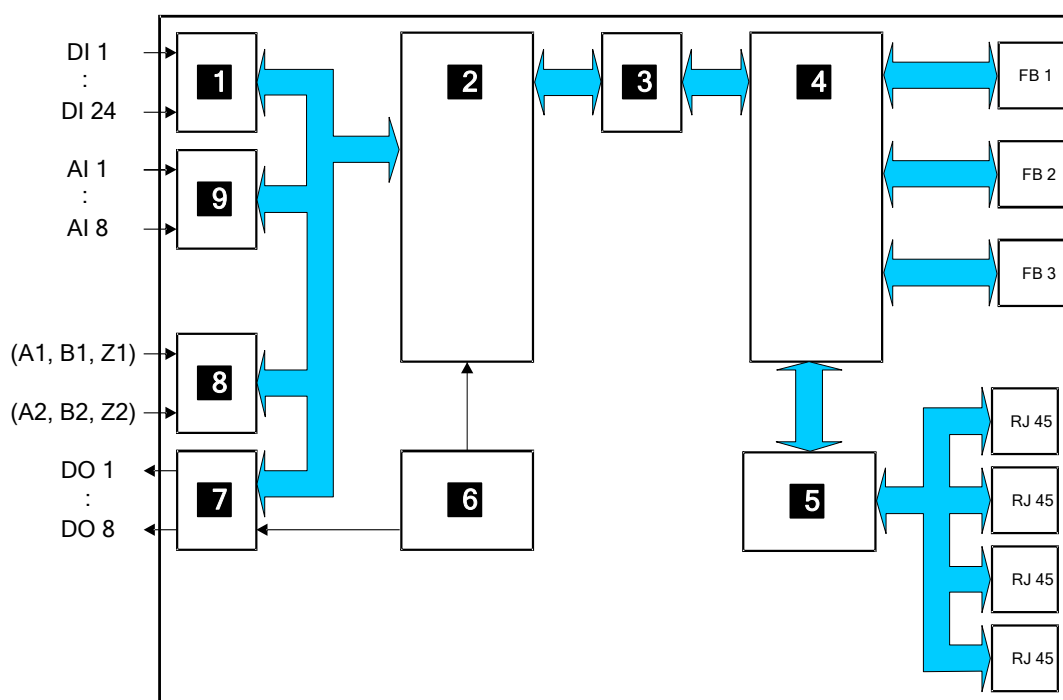 DI 1
:
DI 24
1
2
3
4
FB 1
AI 1
:
AI 8
9
FB 2
FB 3
(A1, B1, Z1)
(A2, B2, Z2)
8
DO 1
:
DO 8
7
6
5
RJ 45
RJ 45
RJ 45
RJ 45